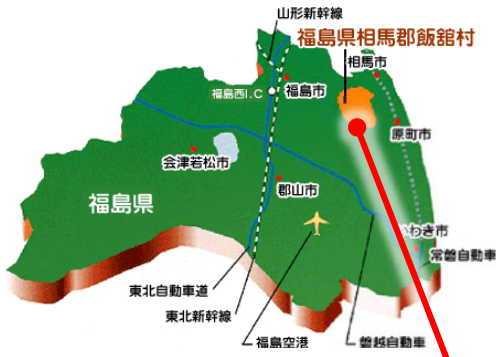 山形新幹線
福島県相馬郡飯舘村
相馬市
福島西I.C
福島市
原町市
会津若松市
郡山市
福島県
いわき市
常磐自動車
東北自動車道
東北新幹線
福島空港
磐越自動車